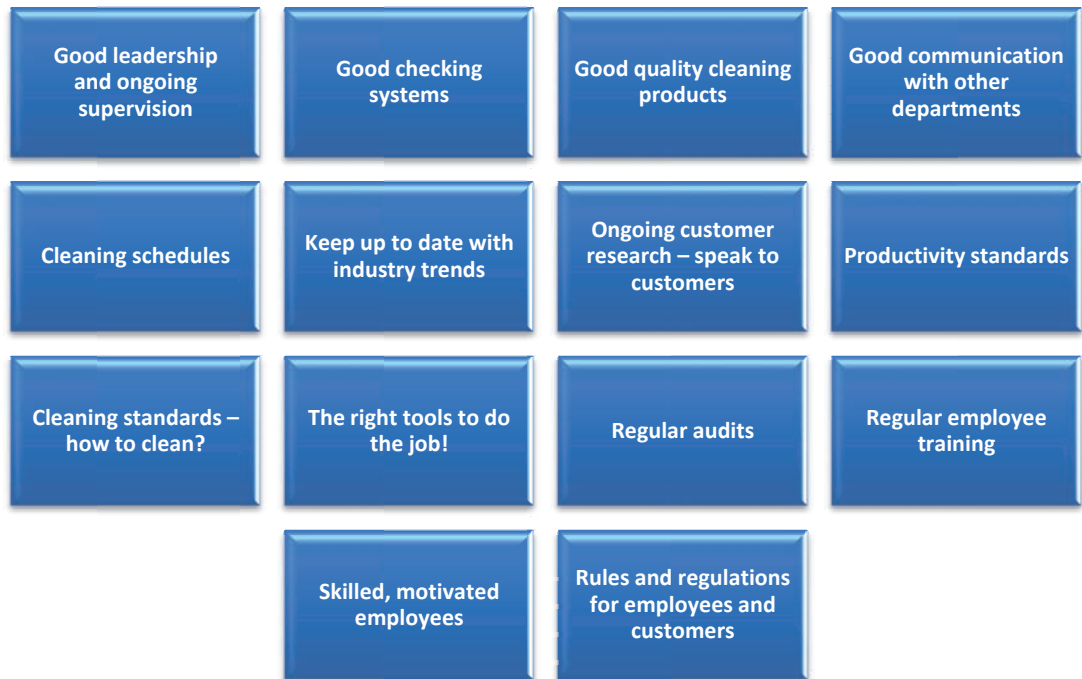 Good leadership
and ongoing
supervision
Good checking
systems
Good quality cleaning
products
Good communication
with other
departments
Cleaning schedules
Keep up to date with
industry trends
Ongoing customer
research – speak to
customers
Productivity standards
Cleaning standards –
how to clean?
The right tools to do
the job!
Regular audits
Regular employee
training
Skilled, motivated
employees
Rules and regulations
for employees and
customers